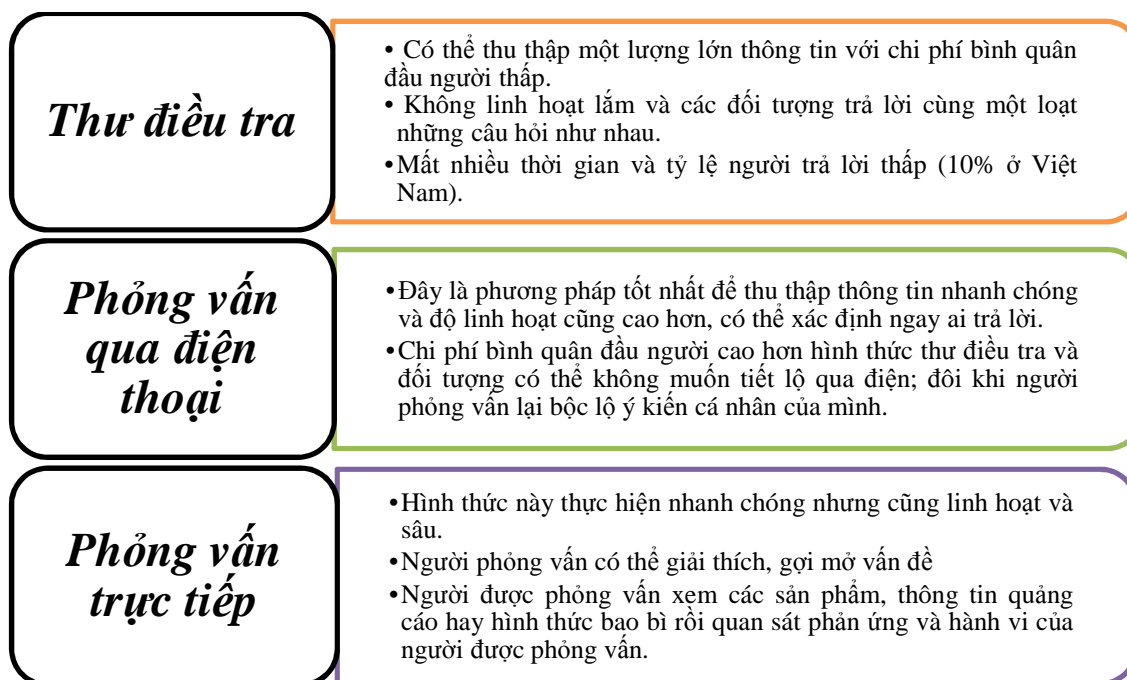 Thư điều tra
• Có thể thu thập một lượng lớn thông tin với chi phí bình quân
đầu người thấp.
• Không linh hoạt lắm và các đối tượng trả lời cùng một loạt
những câu hỏi như nhau.
•Mất nhiều thời gian và tỷ lệ người trả lời thấp (10% ở Việt
Nam).
Phỏng vấn
qua điện
thoại
•Đây là phương pháp tốt nhất để thu thập thông tin nhanh chóng
và độ linh hoạt cũng cao hơn, có thể xác định ngay ai trả lời.
•Chi phí bình quân đầu người cao hơn hình thức thư điều tra và
đối tượng có thể không muốn tiết lộ qua điện; đôi khi người
phỏng vấn lại bộc lộ ý kiến cá nhân của mình.
Phỏng vấn
trực tiếp
•Hình thức này thực hiện nhanh chóng nhưng cũng linh hoạt và
sâu.
•Người phỏng vấn có thể giải thích, gợi mở vấn đề
•Người được phỏng vấn xem các sản phẩm, thông tin quảng
cáo hay hình thức bao bì rồi quan sát phản ứng và hành vi của
người được phỏng vấn.